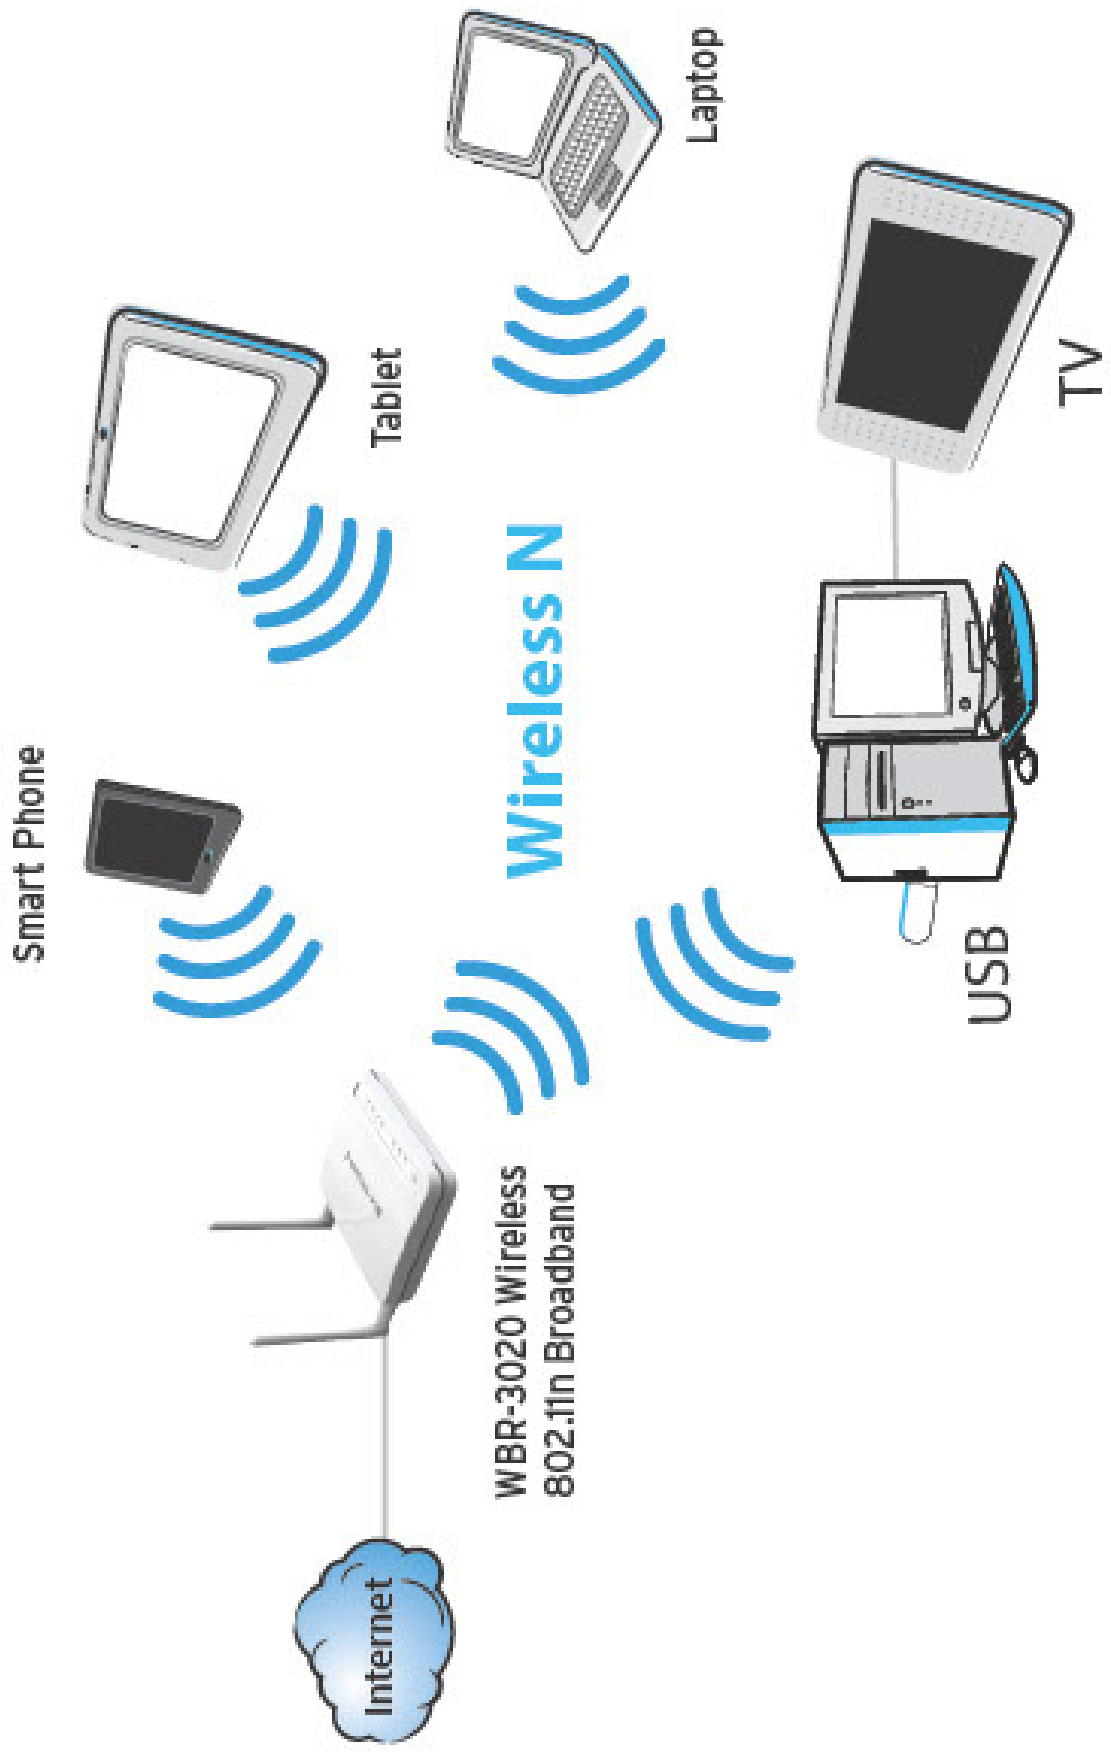 Smart Phone
Tablet
Laptop
Internet
WBR-3020 Wireless
802.11n Broadband
Wireless N
USB
TV